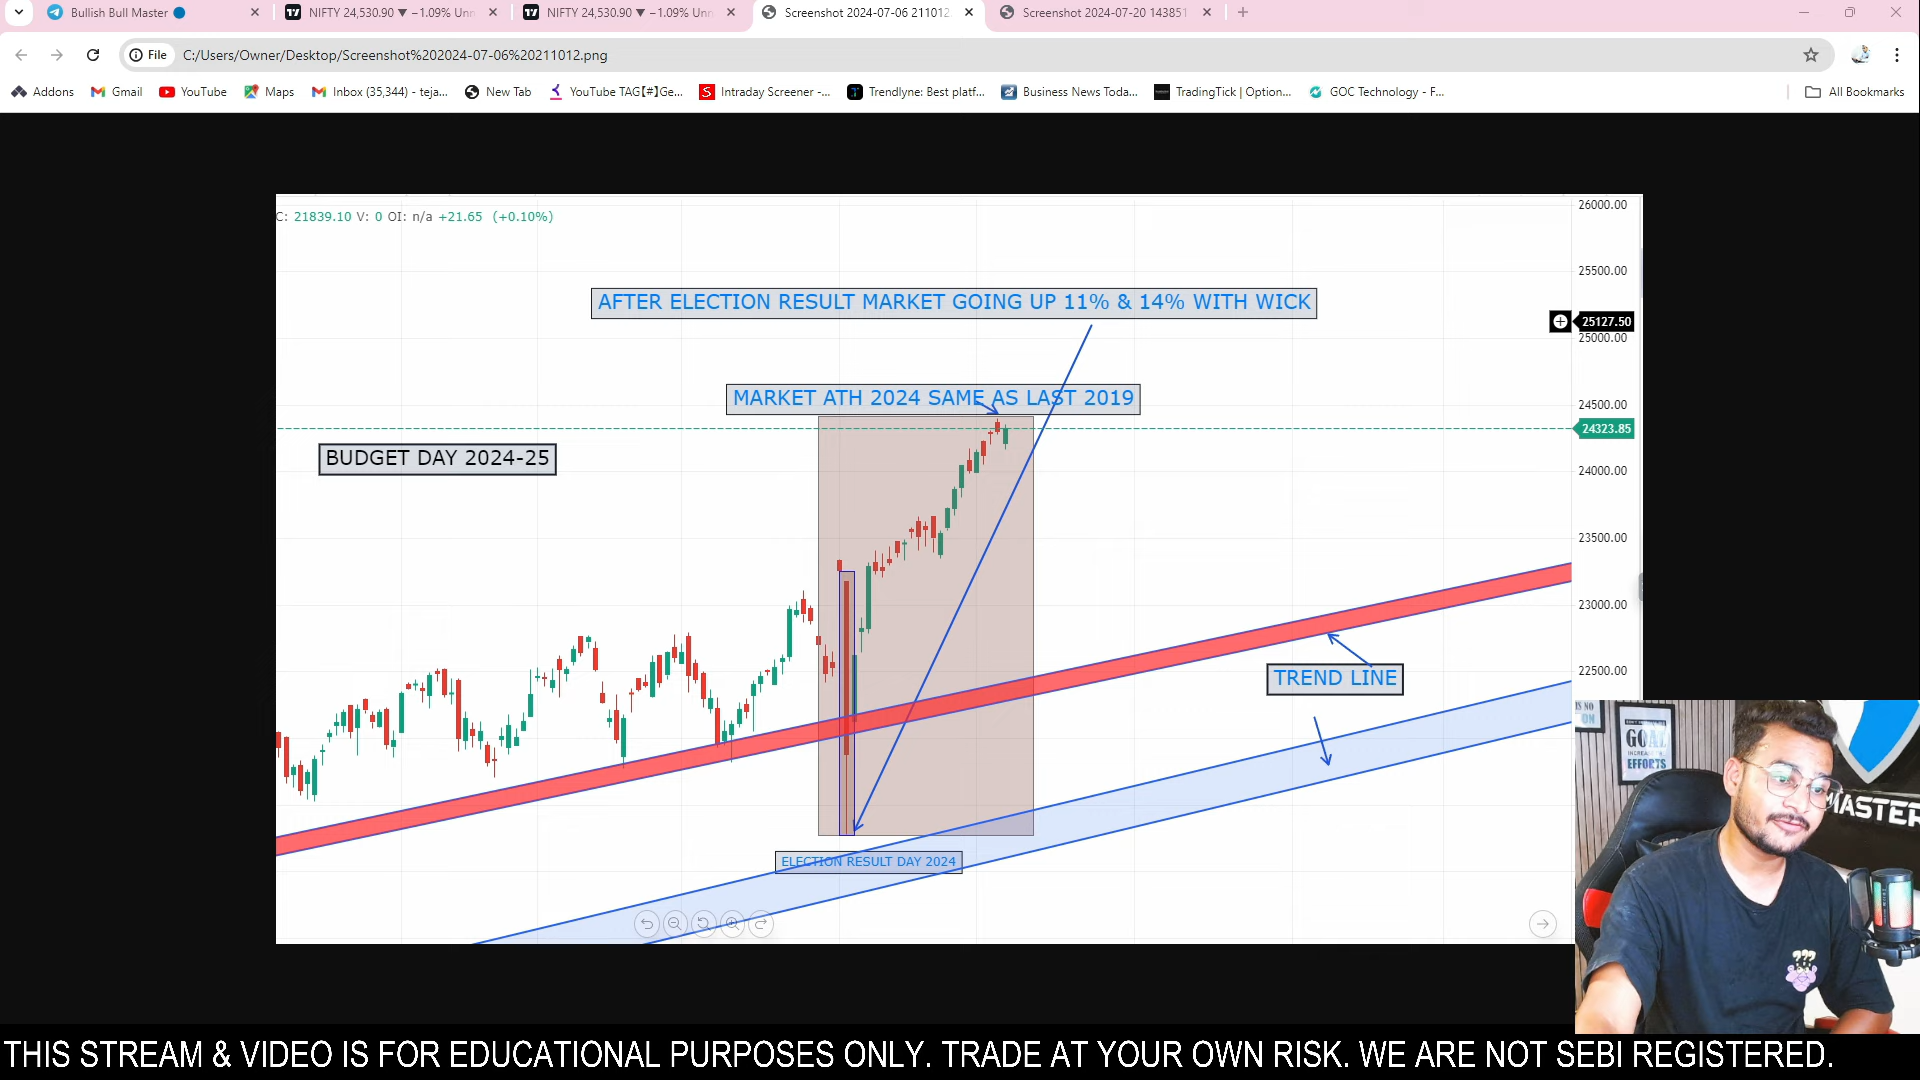 Bullish Bull Master
NIFTY 24,530.90 ▼ −1.09% Unn
NIFTY 24,530.90 ▼ −1.09% Unn
Screenshot 2024-07-06 211012
Screenshot 2024-07-20 143851
File
C:/Users/Owner/Desktop/Screenshot%202024-07-06%20211012.png
Addons
Gmail
YouTube
Maps
Inbox (35,344) - teja...
New Tab
YouTube TAG【#】Ge...
Intraday Screener -...
Trendlyne: Best platf...
Business News Toda...
TradingTick | Option...
GOC Technology - F...
All Bookmarks
C: 21839.10 V: 0 OI: n/a +21.65 (+0.10%)
26000.00
25500.00
AFTER ELECTION RESULT MARKET GOING UP 11% & 14% WITH WICK
25127.50
25000.00
MARKET ATH 2024 SAME AS LAST 2019
24500.00
24323.85
BUDGET DAY 2024-25
24000.00
23500.00
23000.00
22500.00
TREND LINE
ELECTION RESULT DAY 2024
IS NO
ON
GOAL
INCREASE
EFFORTS
MASTER
???
THIS STREAM & VIDEO IS FOR EDUCATIONAL PURPOSES ONLY. TRADE AT YOUR OWN RISK. WE ARE NOT SEBI REGISTERED.